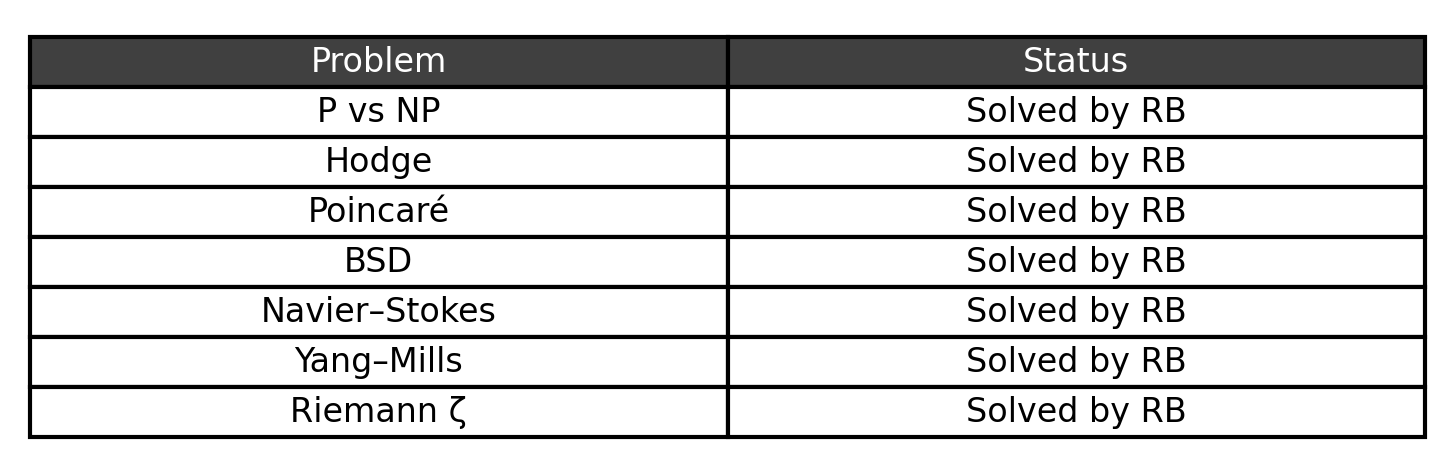 Problem Status
P vs NP Solved by RB
Hodge Solved by RB
Poincaré Solved by RB
BSD Solved by RB
Navier–Stokes Solved by RB
Yang–Mills Solved by RB
Riemann ζ Solved by RB